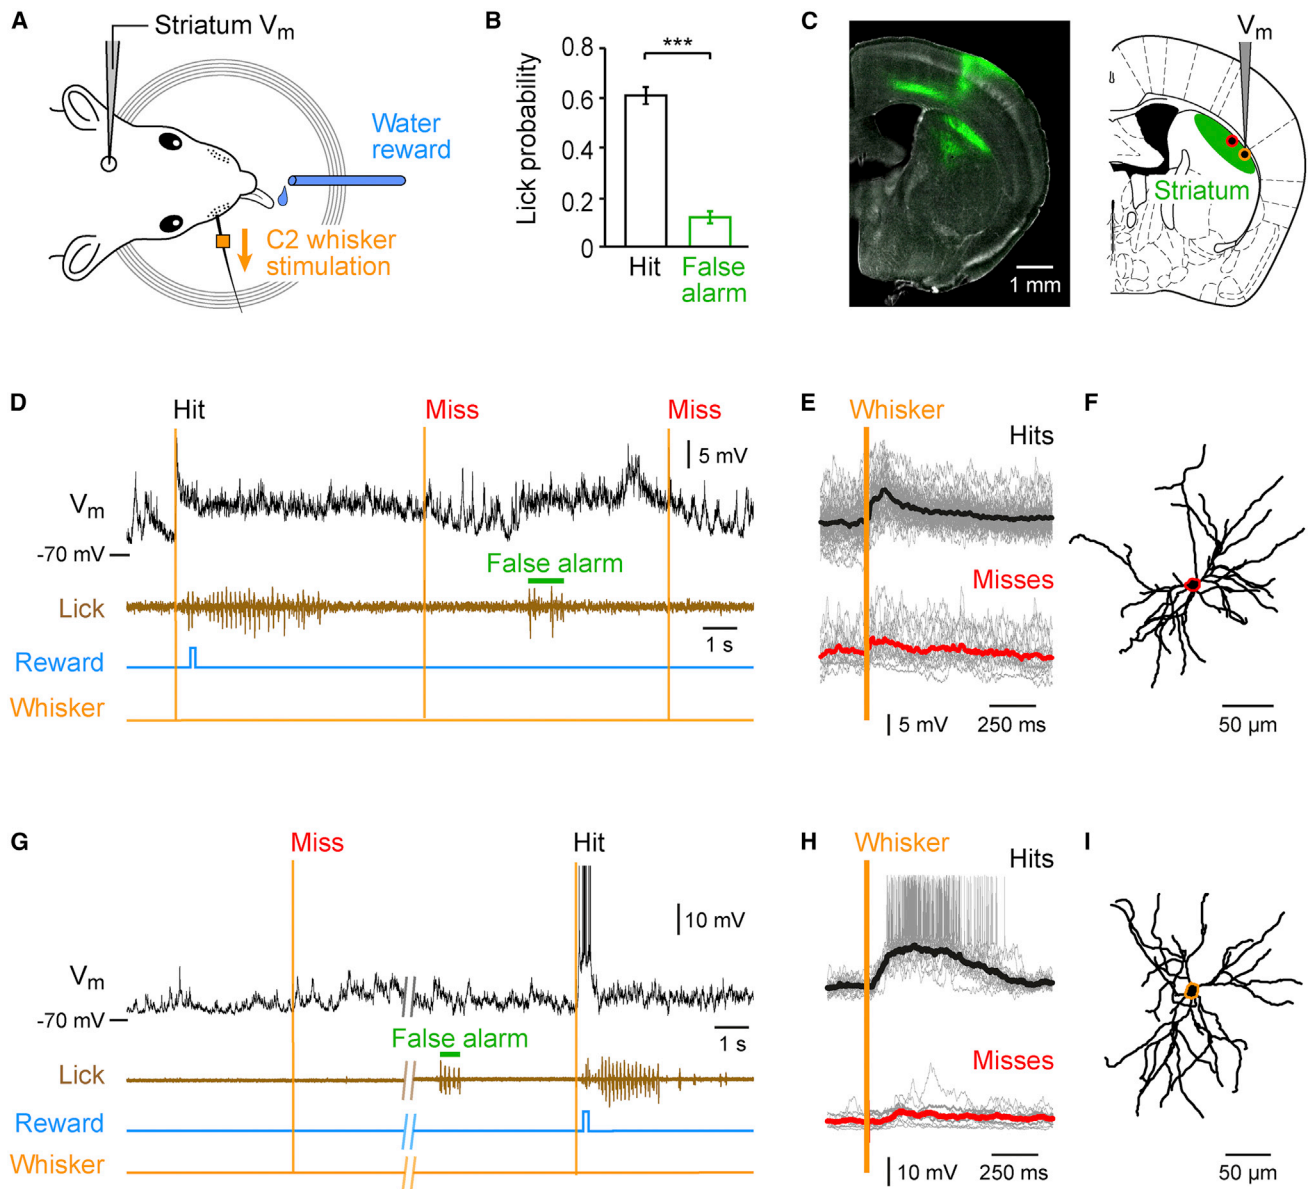 A
Striatum Vm
Water
reward
C2 whisker
stimulation
B
Lick probability
0.8
0.6
0.4
0.2
0
***
Hit
False
alarm
C
1 mm
Vm
Striatum
D
Hit
Miss
Miss
5 mV
Vm
-70 mV
False alarm
Lick
1 s
Reward
Whisker
E
Whisker
Hits
Misses
5 mV
250 ms
F
50 µm
G
Miss
Hit
10 mV
Vm
-70 mV
False alarm
1 s
Lick
Reward
Whisker
H
Whisker
Hits
Misses
10 mV
250 ms
I
50 µm